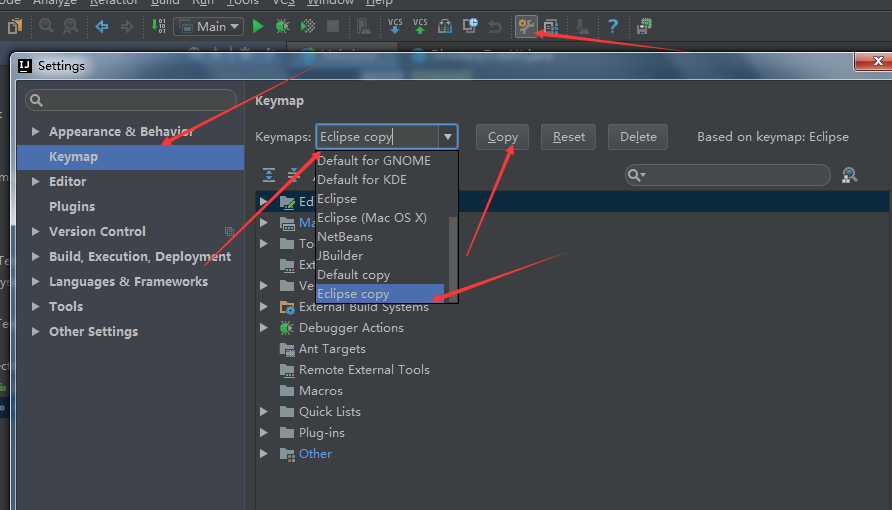 Analyze Refactor Build Run Tools VCS Window Help
Main
VCS VCS
Settings
Appearance & Behavior
Keymap
Editor
Plugins
Version Control
Build, Execution, Deployment
Languages & Frameworks
Tools
Other Settings
Keymap
Keymaps: Eclipse copy Copy Reset Delete Based on keymap: Eclipse
Default for GNOME
Default for KDE
Eclipse
Eclipse (Mac OS X)
NetBeans
JBuilder
Default copy
Eclipse copy
Ed
Ma
Too
Ext
Ve
External Build Systems
Debugger Actions
Ant Targets
Remote External Tools
Macros
Quick Lists
Plug-ins
Other